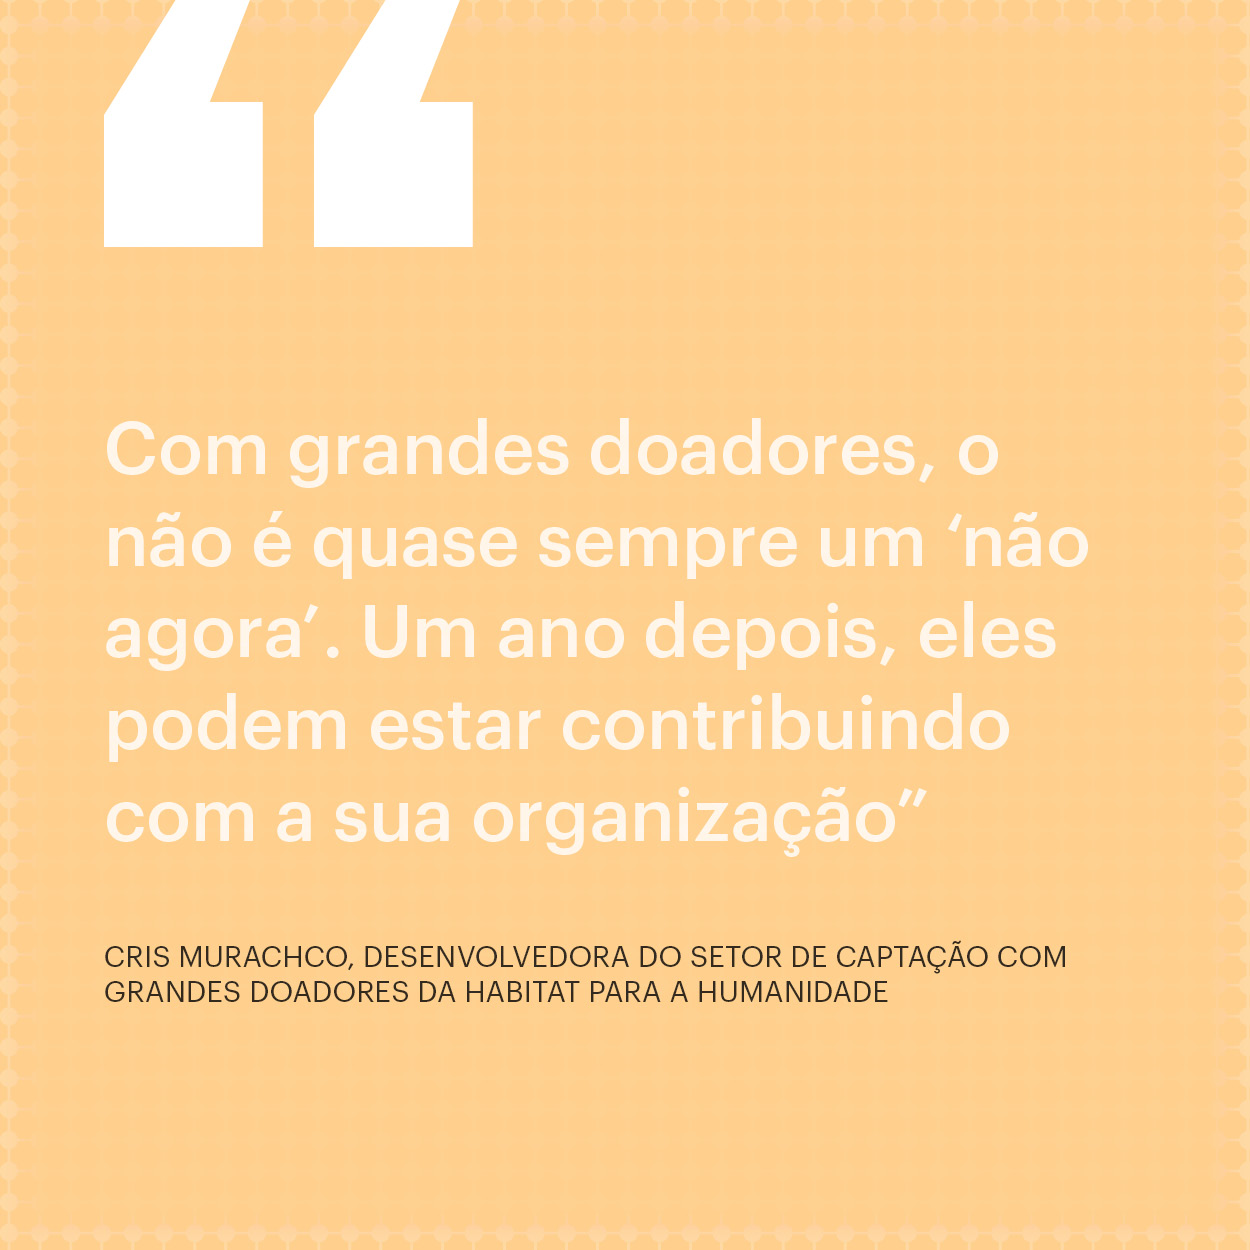 “
Com grandes doadores, o
não é quase sempre um ‘não
agora’. Um ano depois, eles
podem estar contribuindo
com a sua organização”
CRIS MURACHCO, DESENVOLVEDORA DO SETOR DE CAPTAÇÃO COM
GRANDES DOADORES DA HABITAT PARA A HUMANIDADE